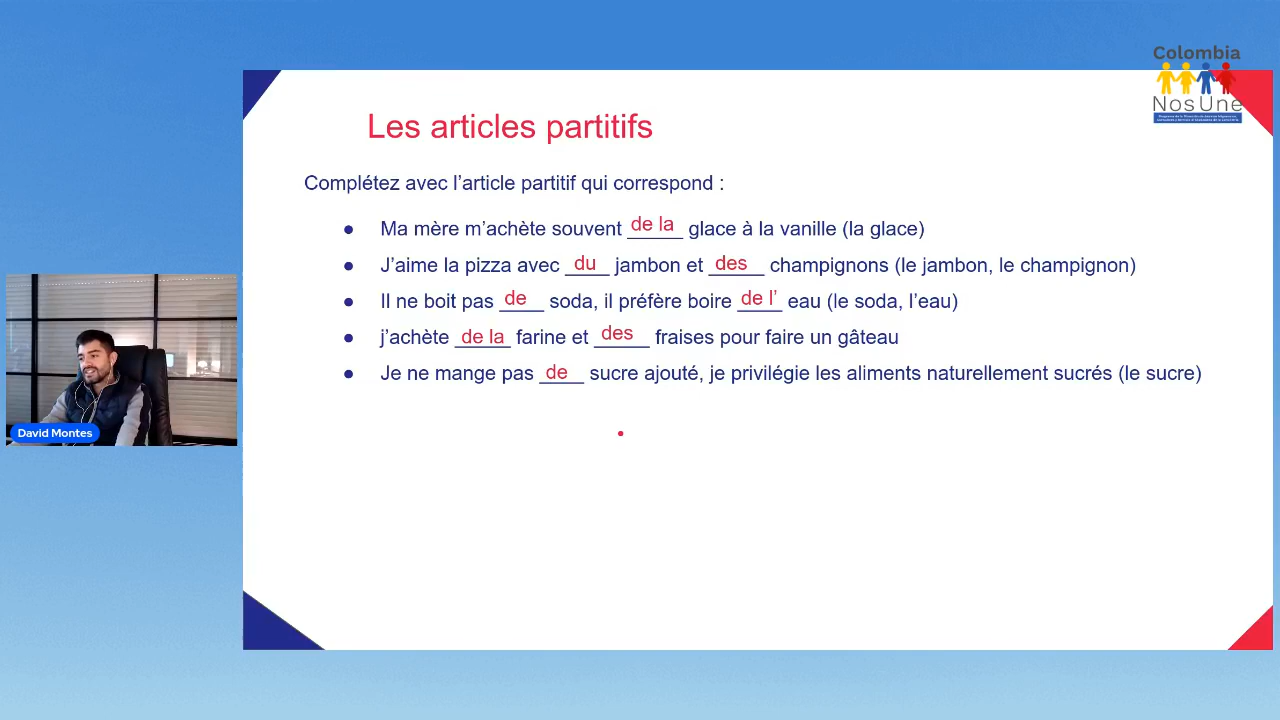 Colombia
NosUne
Les articles partitifs
Complétez avec l'article partitif qui correspond :
● Ma mère m'achète souvent de la glace à la vanille (la glace)
● J'aime la pizza avec du jambon et des champignons (le jambon, le champignon)
● Il ne boit pas de soda, il préfère boire de l' eau (le soda, l'eau)
● j'achète de la farine et des fraises pour faire un gâteau
● Je ne mange pas de sucre ajouté, je privilégie les aliments naturellement sucrés (le sucre)
David Montes